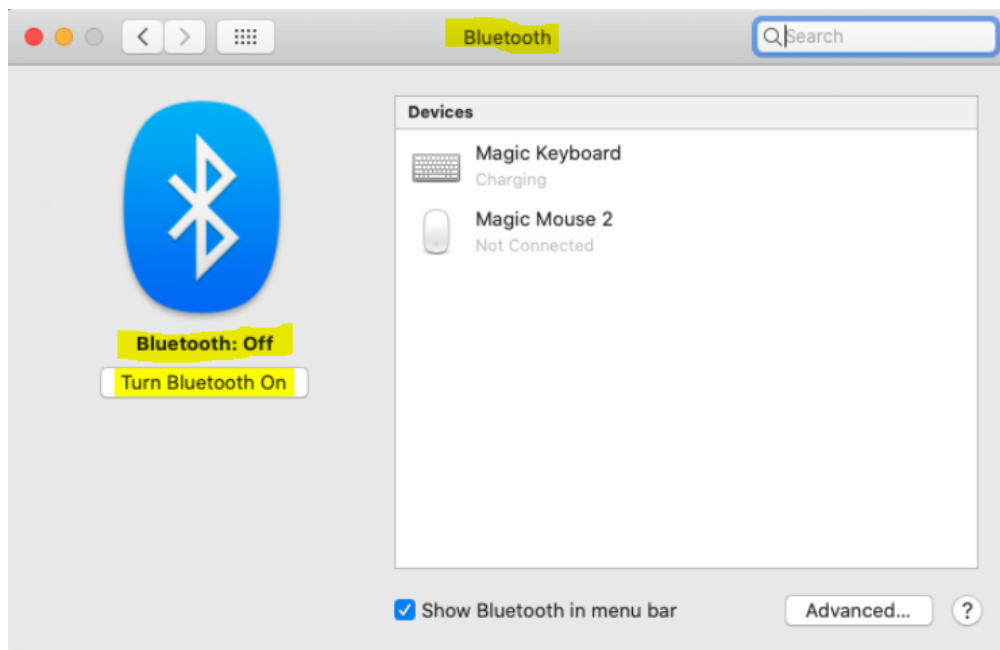 Bluetooth
Search
Devices
Magic Keyboard
Charging
Magic Mouse 2
Not Connected
Bluetooth: Off
Turn Bluetooth On
Show Bluetooth in menu bar
Advanced...
?